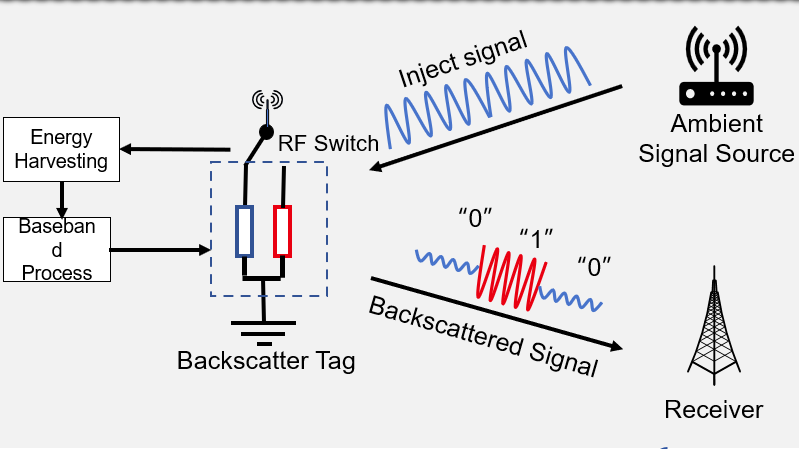 Inject signal
Ambient
Signal Source
Energy
Harvesting
RF Switch
Baseban
d
Process
“0”
“1”
“0”
Backscattered Signal
Backscatter Tag
Receiver